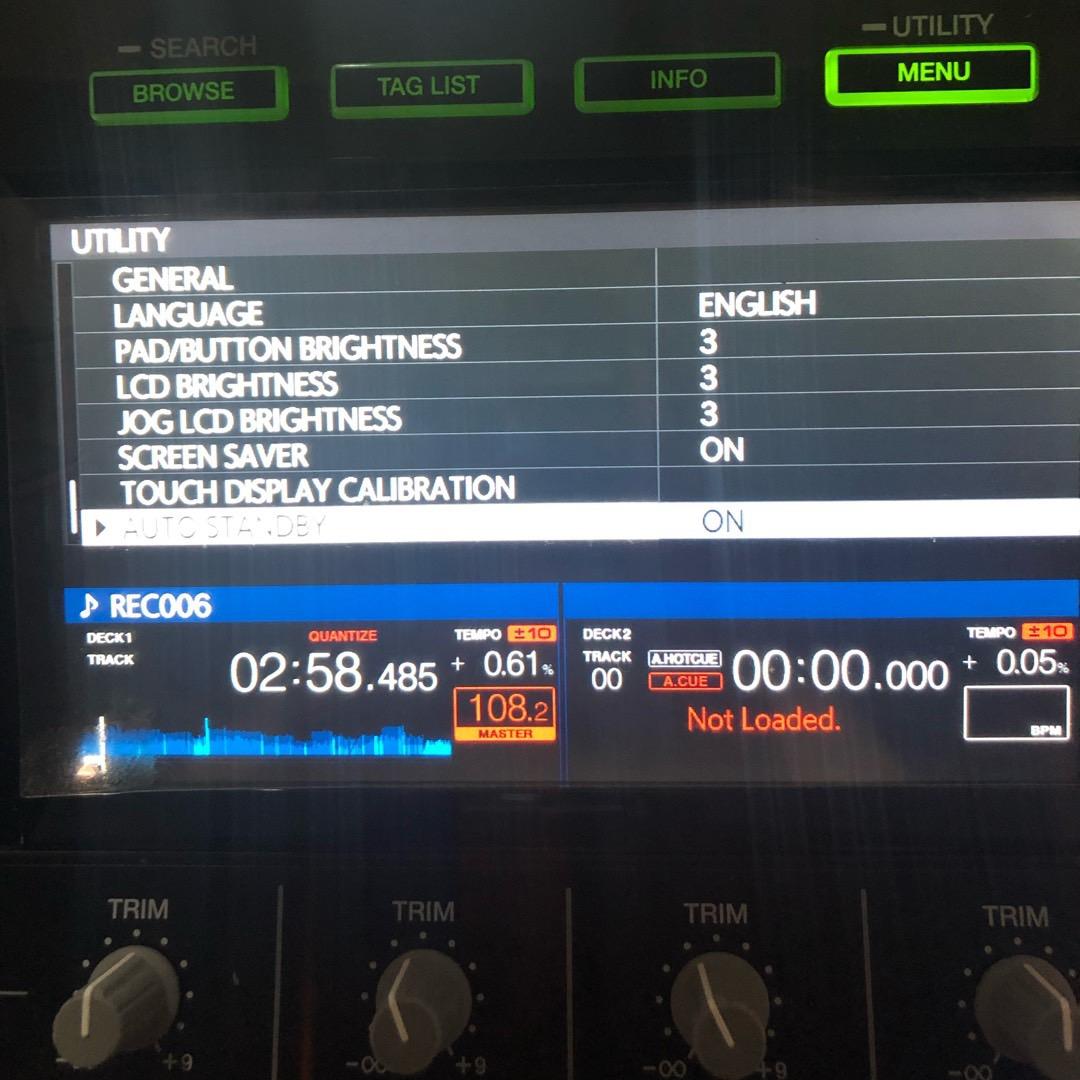 SEARCH
UTILITY
BROWSE
TAG LIST
INFO
MENU
UTILITY
GENERAL
LANGUAGE ENGLISH
PAD/BUTTON BRIGHTNESS 3
LCD BRIGHTNESS 3
JOG LCD BRIGHTNESS 3
SCREEN SAVER ON
TOUCH DISPLAY CALIBRATION
AUTO STANDBY ON
REC006
DECK1
QUANTIZE
TEMPO ±10
TRACK
02:58.485
+ 0.61%
108.2
MASTER
DECK2
TEMPO ±10
TRACK
00
A.HOTCUE
A.CUE
00:00.000
+ 0.05%
Not Loaded.
BPM
TRIM
TRIM
TRIM
TRIM
+9
-∞ +9
-∞ +9
-∞